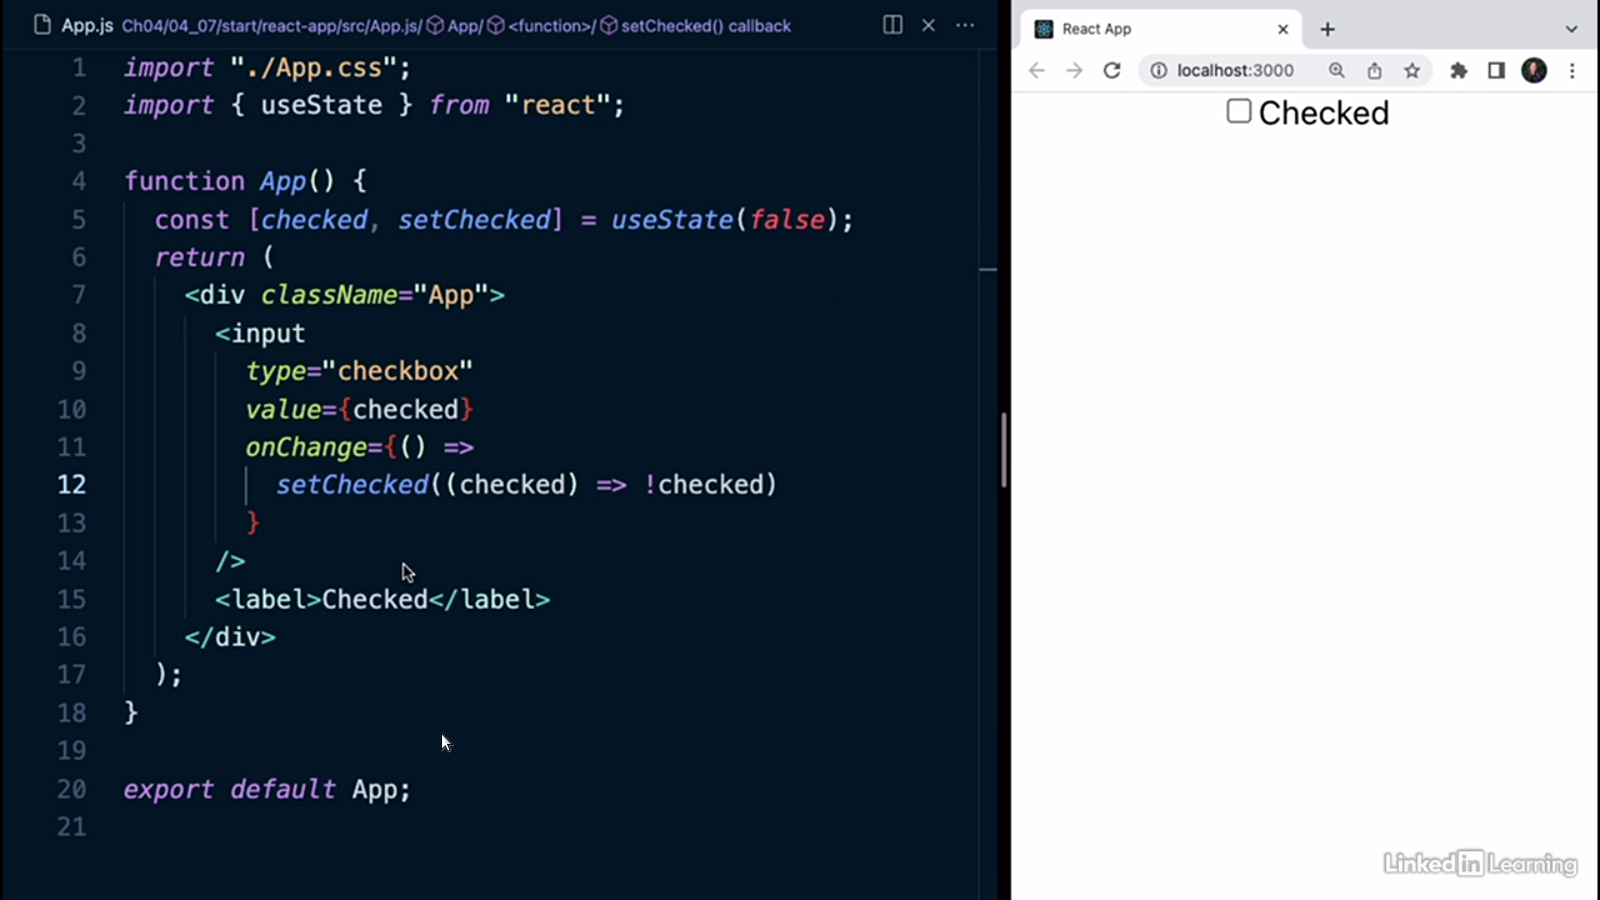 App.js Ch04/04_07/start/react-app/src/App.js/ App/ <function>/ setChecked() callback
1 import "./App.css";
2 import { useState } from "react";
3
4 function App() {
5 const [checked, setChecked] = useState(false);
6 return (
7 <div className="App">
8 <input
9 type="checkbox"
10 value={checked}
11 onChange={() =>
12 setChecked((checked) => !checked)
13 }
14 />
15 <label>Checked</label>
16 </div>
17 );
18 }
19
20 export default App;
21
React App
localhost:3000
Checked
Linked in Learning